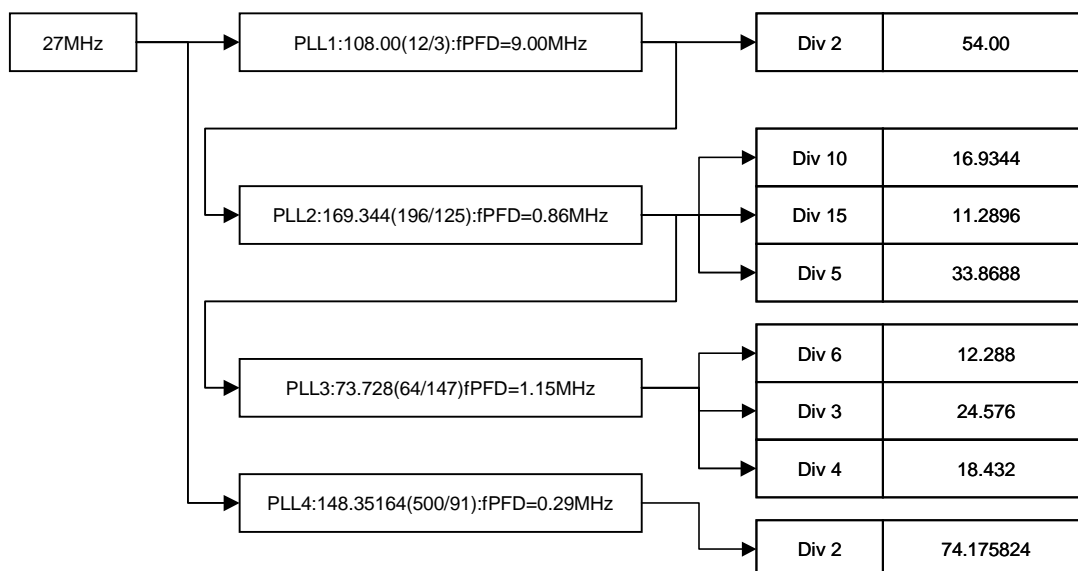 27MHz
PLL1:108.00(12/3):fPFD=9.00MHz
Div 2 54.00
Div 10 16.9344
PLL2:169.344(196/125):fPFD=0.86MHz
Div 15 11.2896
Div 5 33.8688
Div 6 12.288
PLL3:73.728(64/147)fPFD=1.15MHz
Div 3 24.576
Div 4 18.432
PLL4:148.35164(500/91):fPFD=0.29MHz
Div 2 74.175824